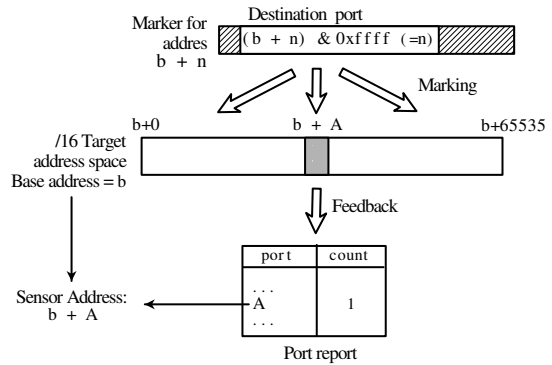 Destination port
Marker for
addres
b + n
(b + n) & 0xffff (=n)
Marking
b+0
b + A
b+65535
/16 Target
address space
Base address = b
Feedback
port count
. . .
A 1
. . .
Sensor Address:
b + A
Port report